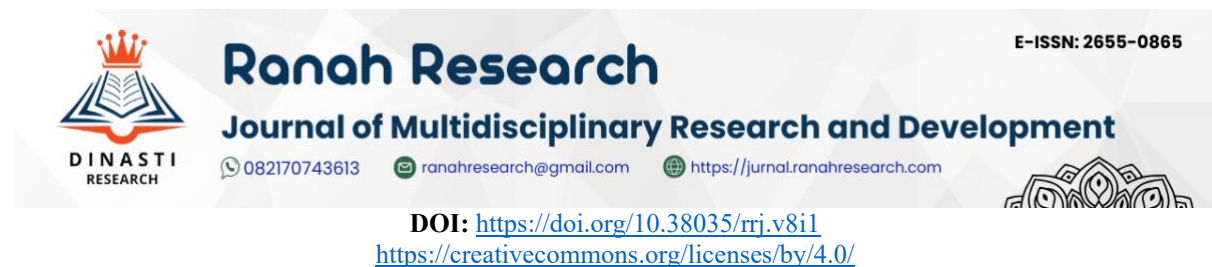 E-ISSN: 2655-0865
Ranah Research
Journal of Multidisciplinary Research and Development
DINASTI
RESEARCH
082170743613 ranahresearch@gmail.com https://jurnal.ranahresearch.com
DOI: https://doi.org/10.38035/rrj.v8i1
https://creativecommons.org/licenses/by/4.0/